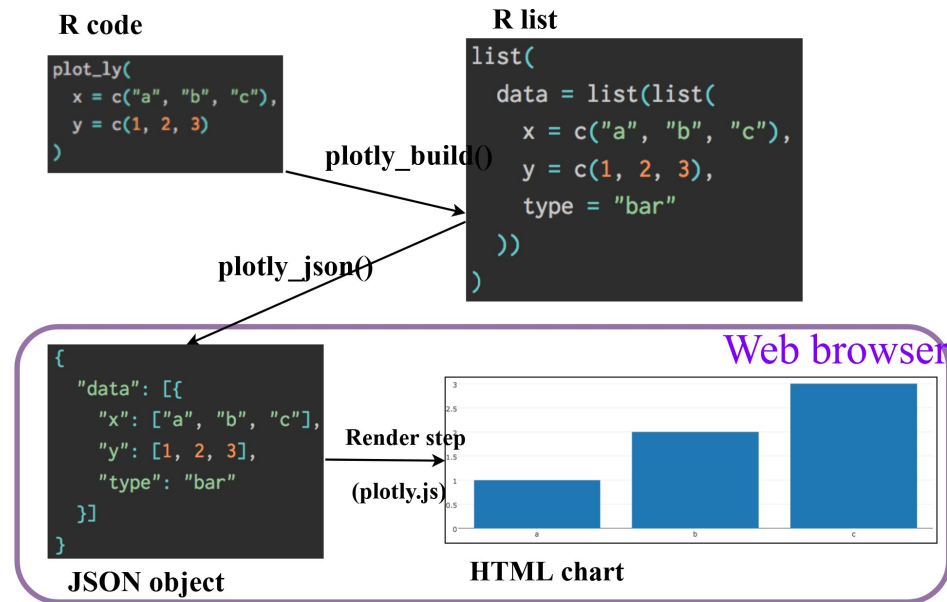 R code
plot_ly(
x = c("a", "b", "c"),
y = c(1, 2, 3)
)
R list
list(
data = list(list(
x = c("a", "b", "c"),
y = c(1, 2, 3),
type = "bar"
))
)
plotly_build()
plotly_json()
Web browser
{
"data": [{
"x": ["a", "b", "c"],
"y": [1, 2, 3],
"type": "bar"
}]
}
JSON object
Render step
(plotly.js)
3
2.5
2
1.5
1
0.5
0
a
b
c
HTML chart